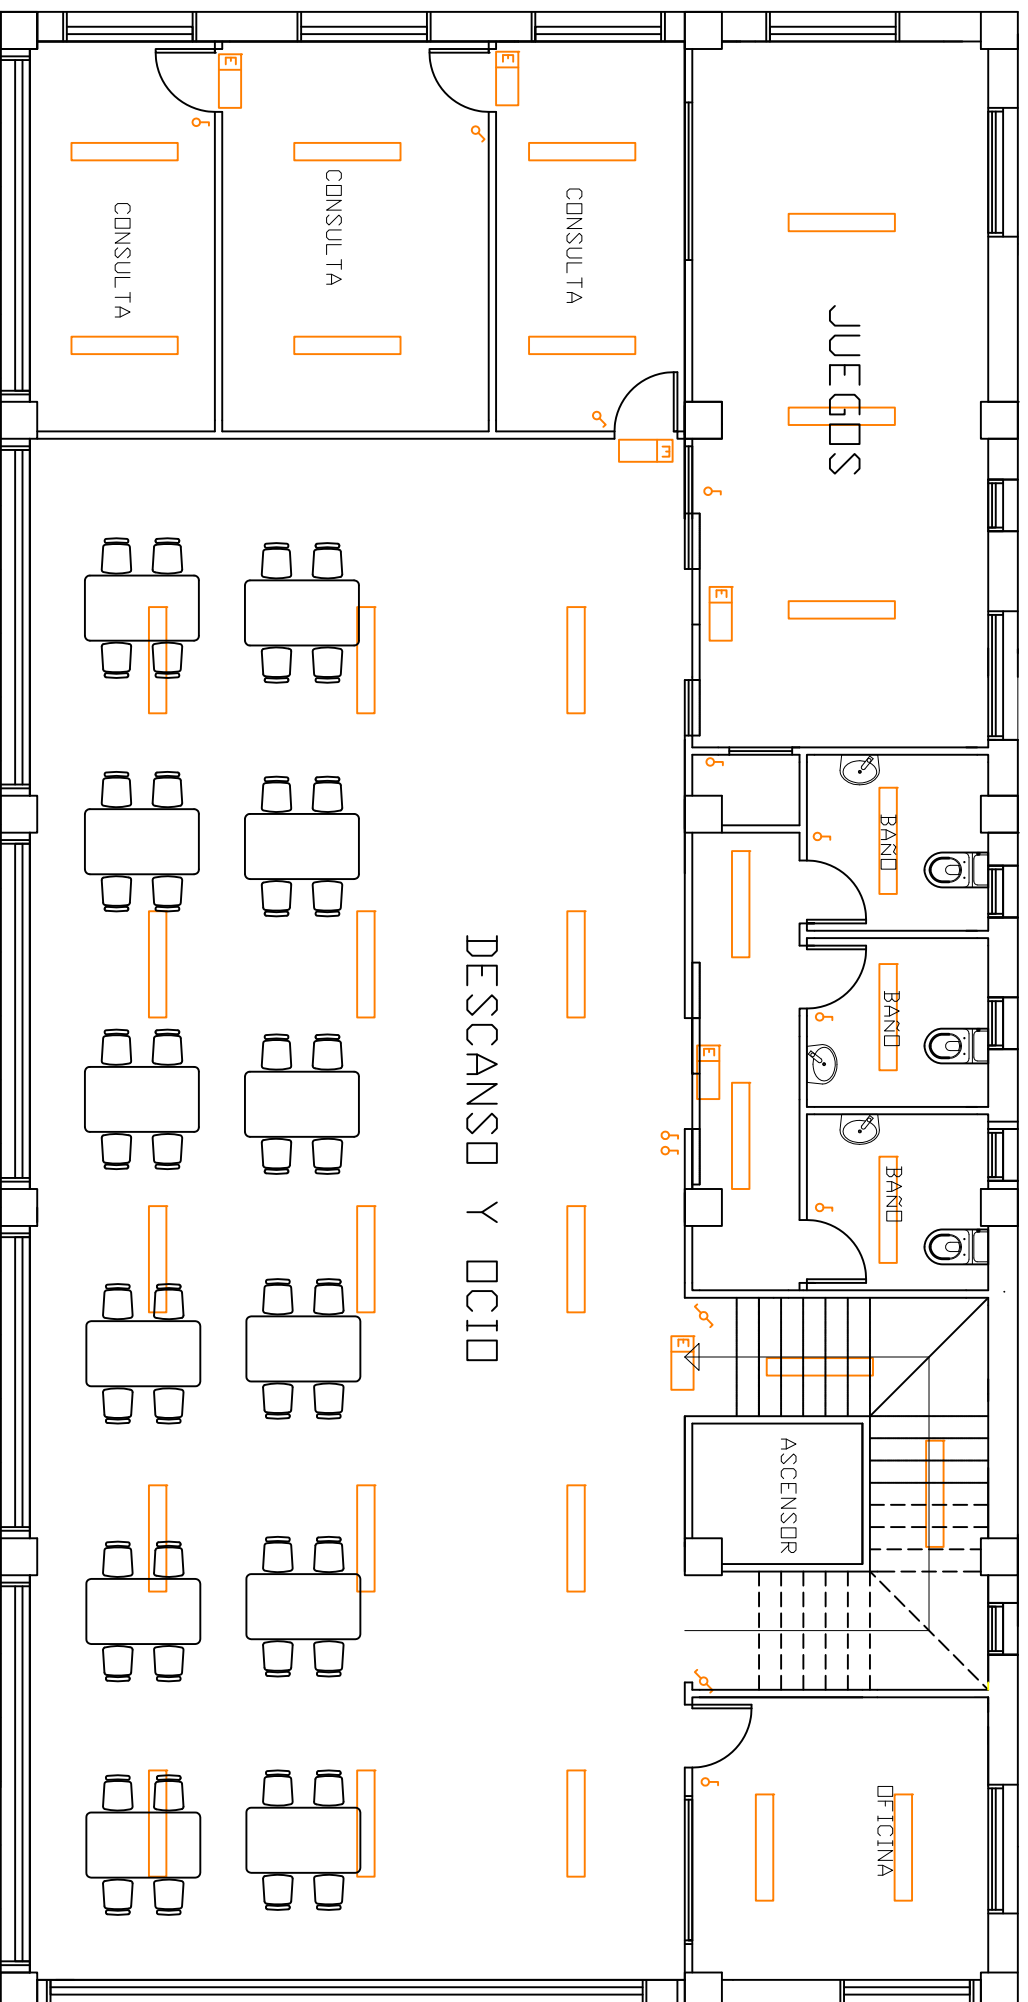 CONSULTA
CONSULTA
CONSULTA
JUEGOS
BAÑO
BAÑO
BAÑO
DESCANSO Y OCIO
ASCENSOR
OFICINA
E
E
E
E
E
E